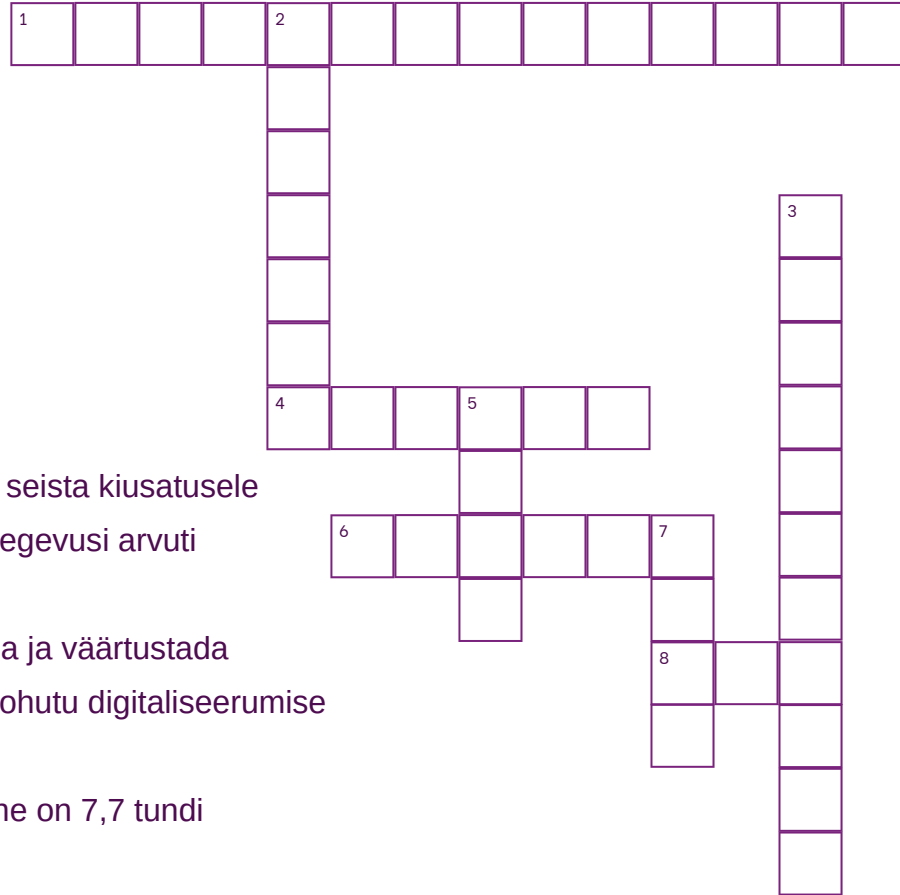 1
2
3
4
5
seista kiusatusele
6
7
egevusi arvuti
a ja väärtustada
8
ohutu digitaliseerumise
ne on 7,7 tundi